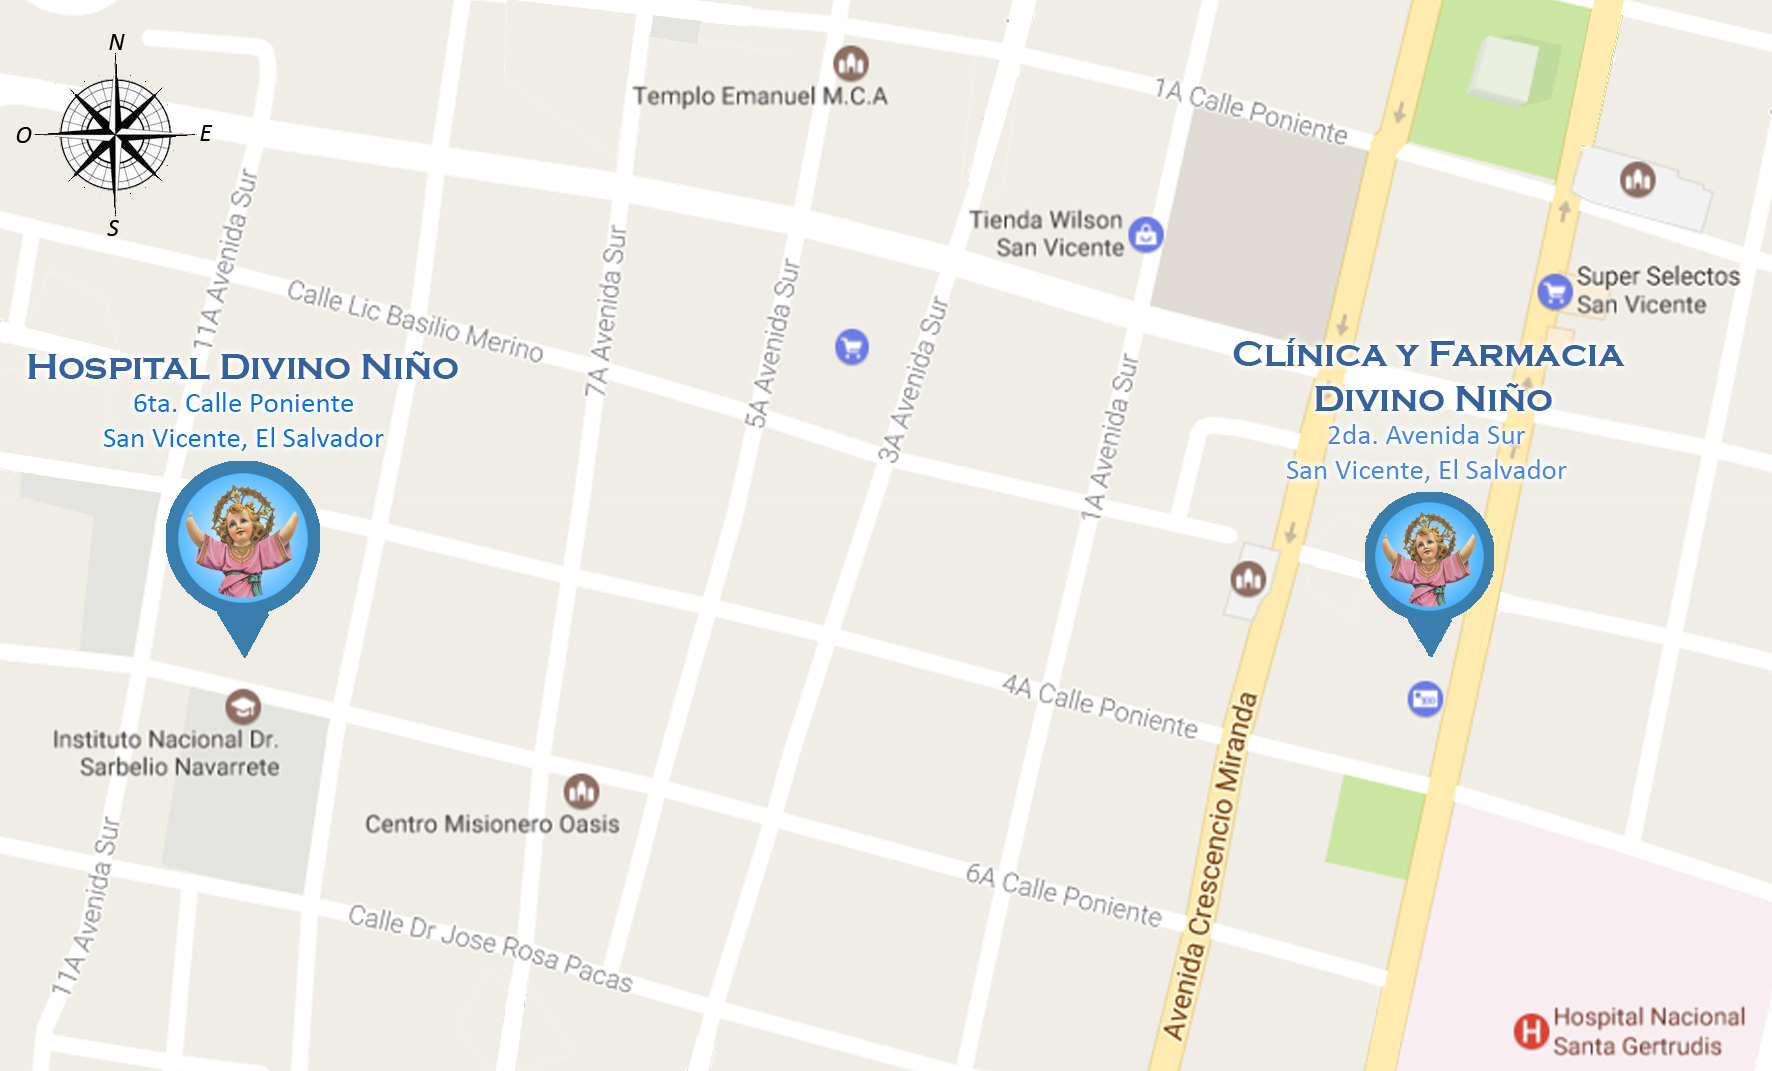 N
O
E
S
Templo Emanuel M.C.A
1A Calle Poniente
11A Avenida Sur
Tienda Wilson
San Vicente
7A Avenida Sur
5A Avenida Sur
Super Selectos
San Vicente
Calle Lic Basilio Merino
3A Avenida Sur
Hospital Divino Niño
6ta. Calle Poniente
San Vicente, El Salvador
1A Avenida Sur
Clínica y Farmacia
Divino Niño
2da. Avenida Sur
San Vicente, El Salvador
4A Calle Poniente
Avenida Crescencio Miranda
Instituto Nacional Dr.
Sarbelio Navarrete
Centro Misionero Oasis
11A Avenida Sur
6A Calle Poniente
Calle Dr Jose Rosa Pacas
H
Hospital Nacional
Santa Gertrudis